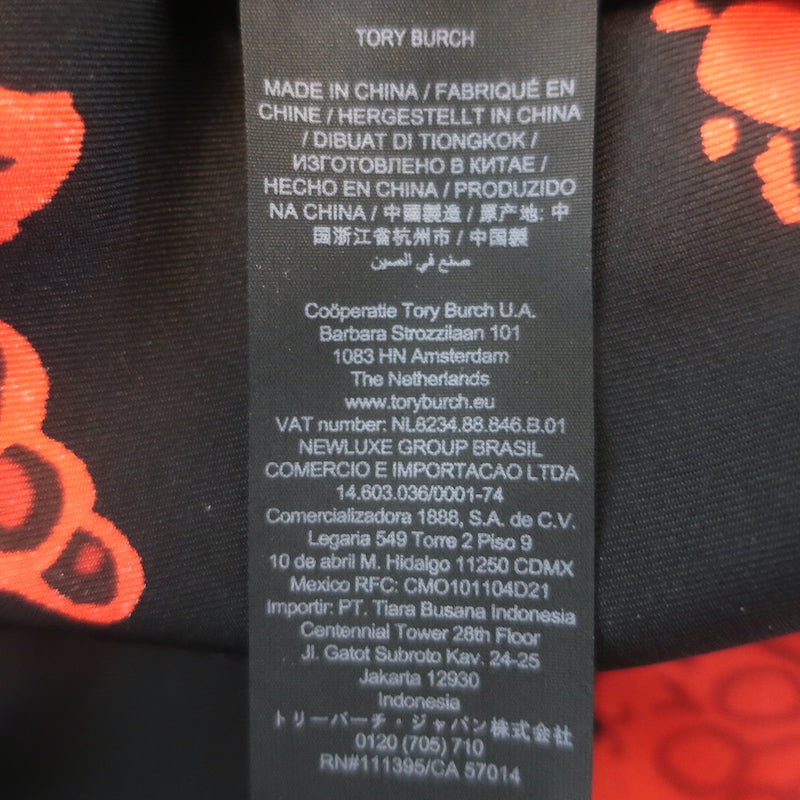 TORY BURCH
MADE IN CHINA / FABRIQUÉ EN
CHINE / HERGESTELLT IN CHINA
/ DIBUAT DI TIONGKOK /
ИЗГОТОВЛЕНО В КИТАЕ /
HECHO EN CHINA / PRODUZIDO
NA CHINA / 中國製造 / 原产地: 中
国浙江省杭州市 / 中国製
صنع في الصين
Coöperatie Tory Burch U.A.
Barbara Strozzilaan 101
1083 HN Amsterdam
The Netherlands
www.toryburch.eu
VAT number: NL8234.88.846.B.01
NEWLUXE GROUP BRASIL
COMERCIO E IMPORTACAO LTDA
14.603.036/0001-74
Comercializadora 1888, S.A. de C.V.
Legaria 549 Torre 2 Piso 9
10 de abril M. Hidalgo 11250 CDMX
Mexico RFC: CMO101104D21
Importir: PT. Tiara Busana Indonesia
Centennial Tower 28th Floor
Jl. Gatot Subroto Kav. 24-25
Jakarta 12930
Indonesia
トリーバーチ・ジャパン株式会社
0120 (705) 710
RN#111395/CA 57014